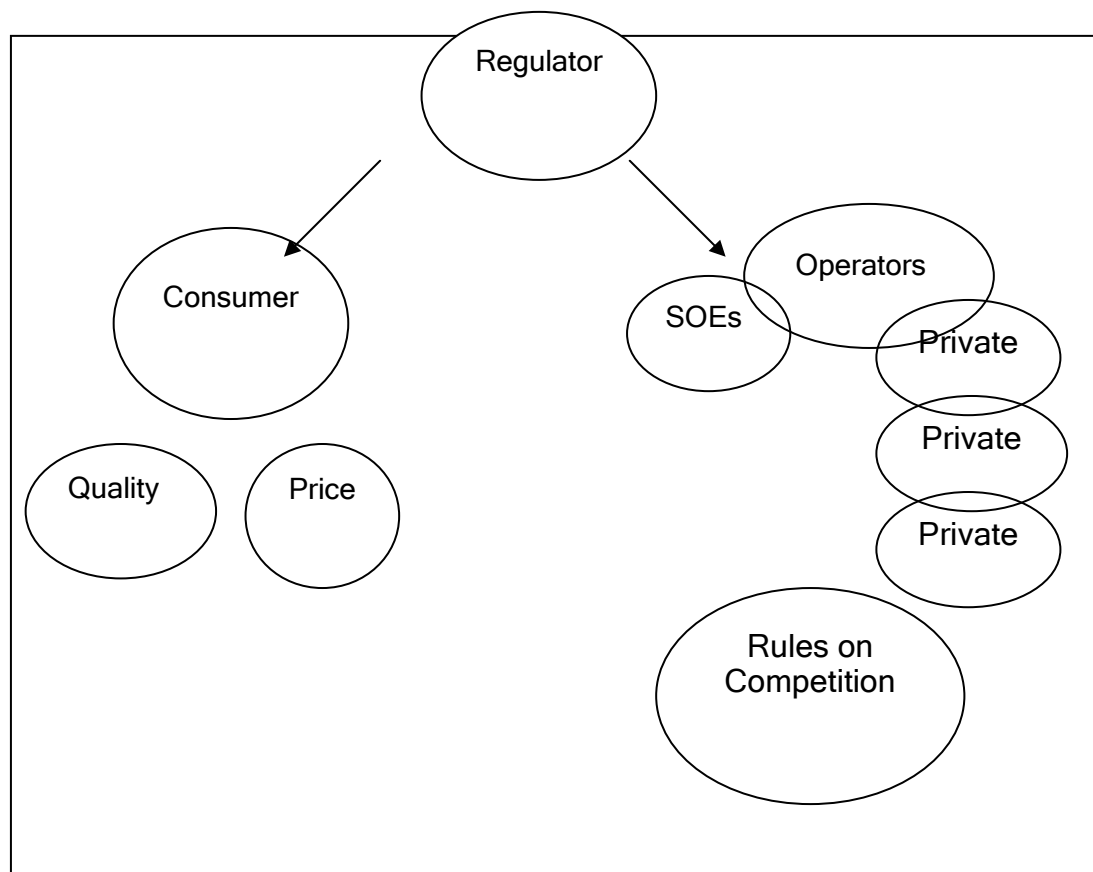 Regulator
Consumer
Quality
Price
Operators
SOEs
Private
Private
Private
Rules on
Competition